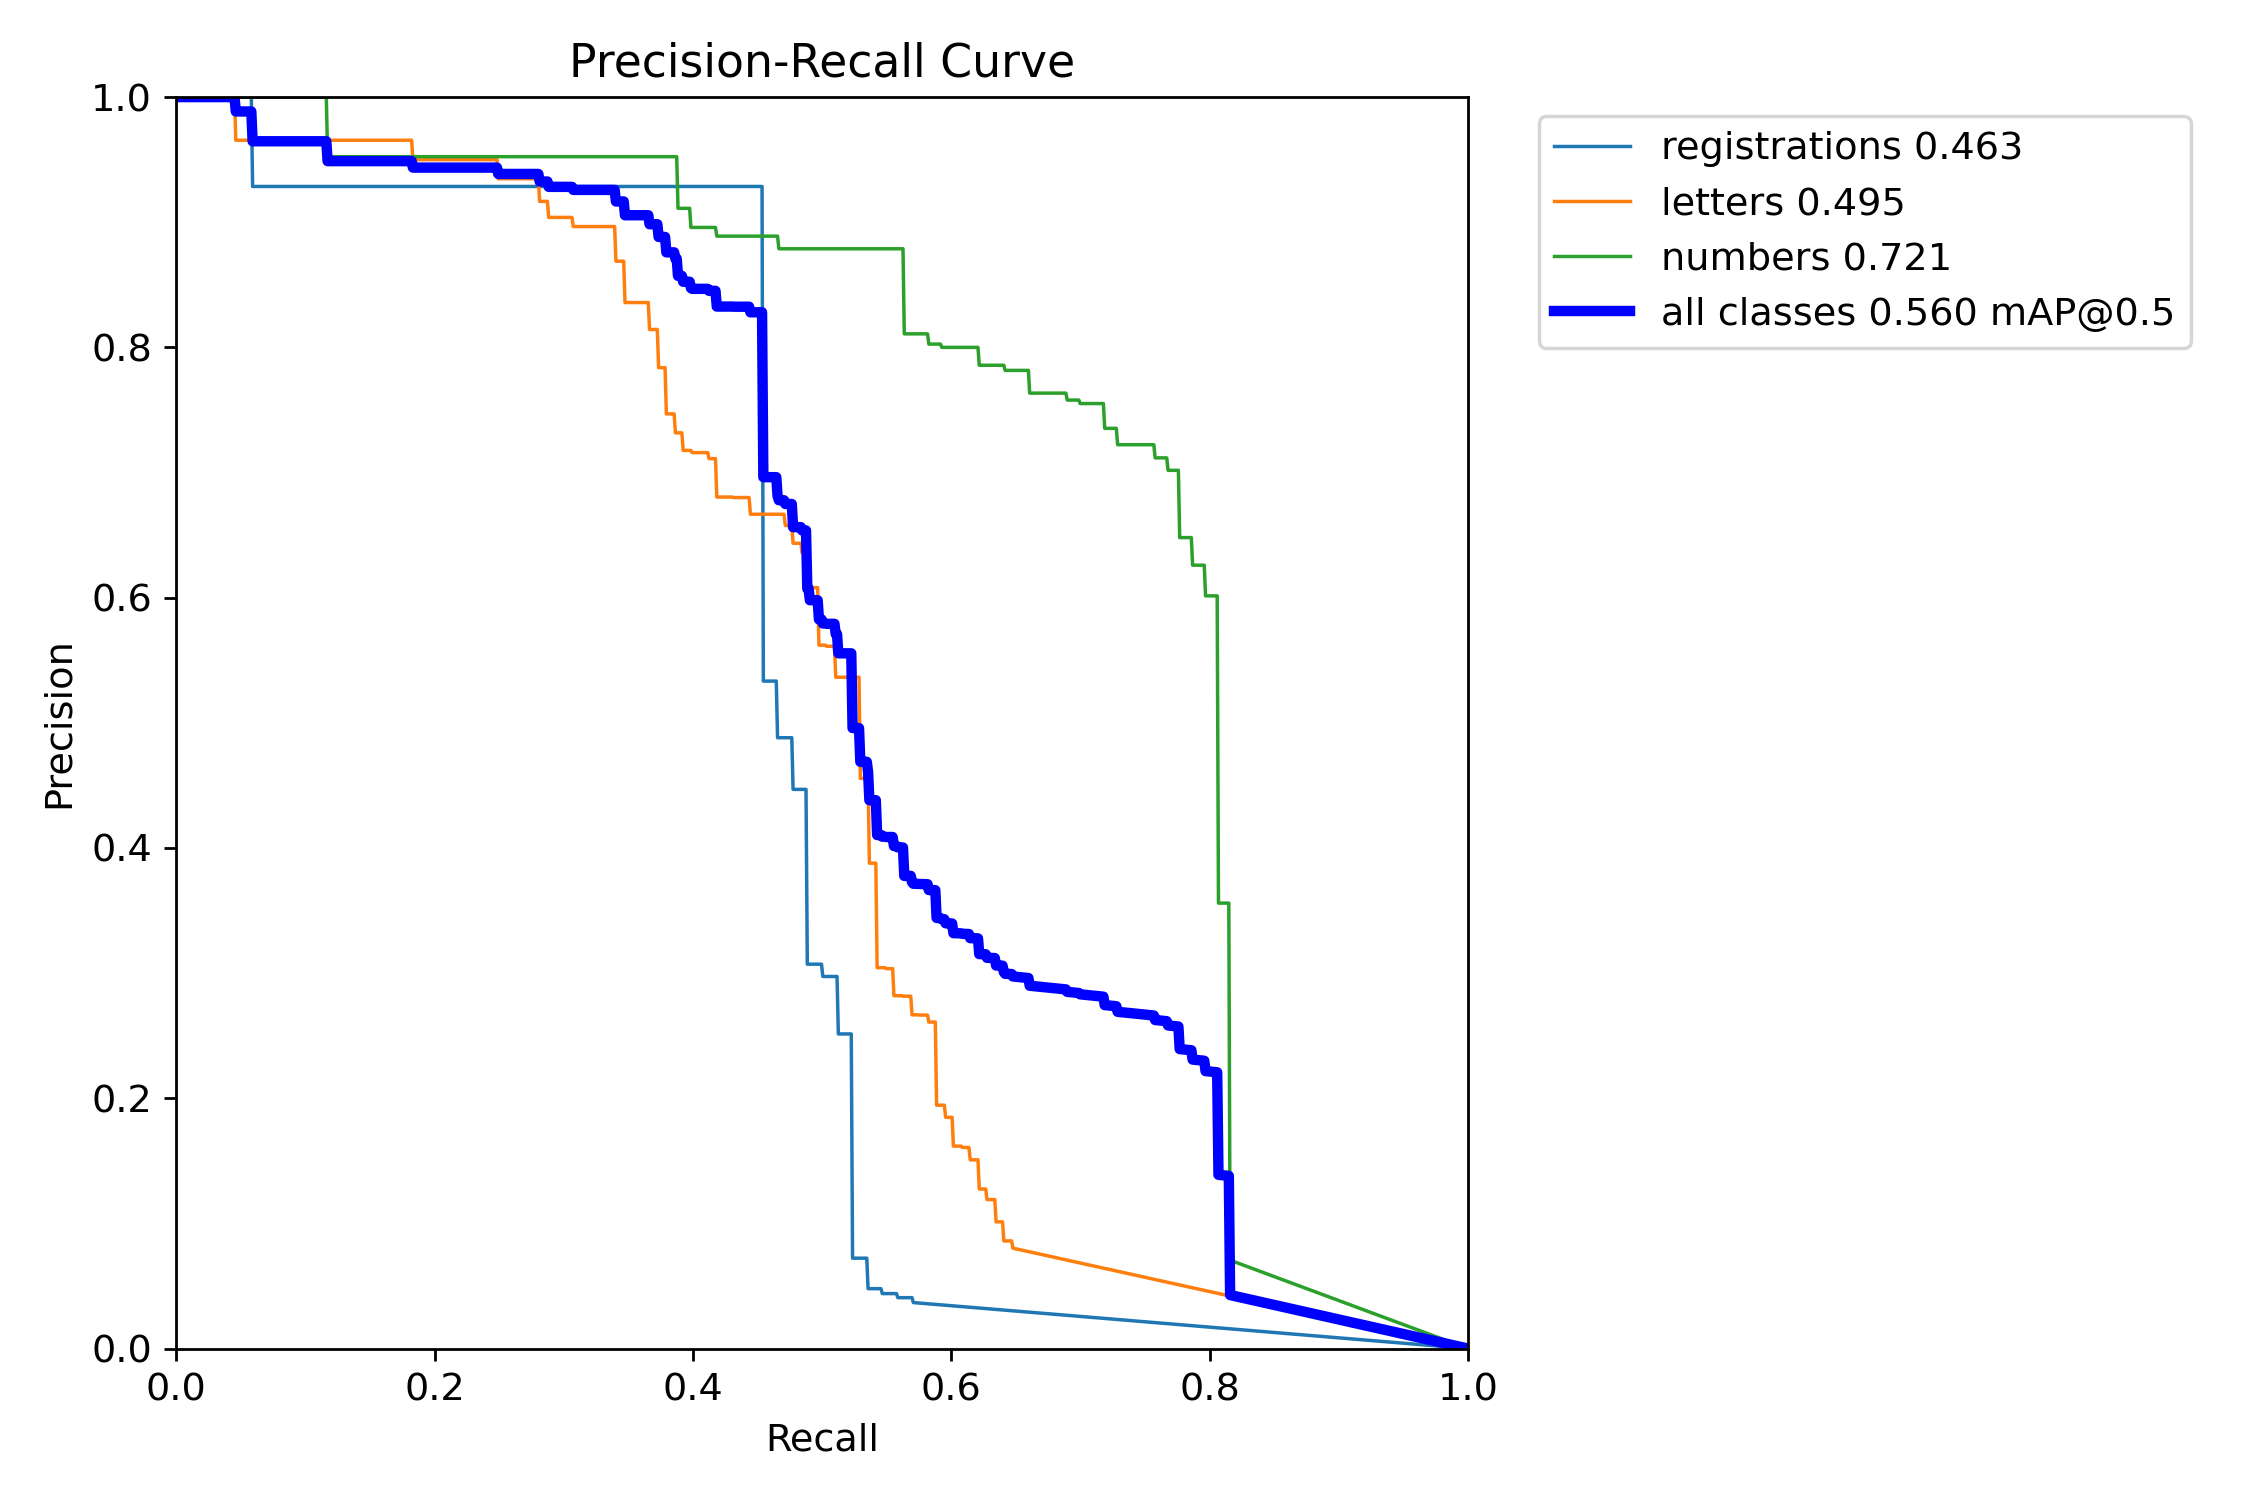 Precision-Recall Curve
1.0
0.8
0.6
0.4
0.2
0.0
Precision
0.0 0.2 0.4 0.6 0.8 1.0
Recall
registrations 0.463
letters 0.495
numbers 0.721
all classes 0.560 mAP@0.5